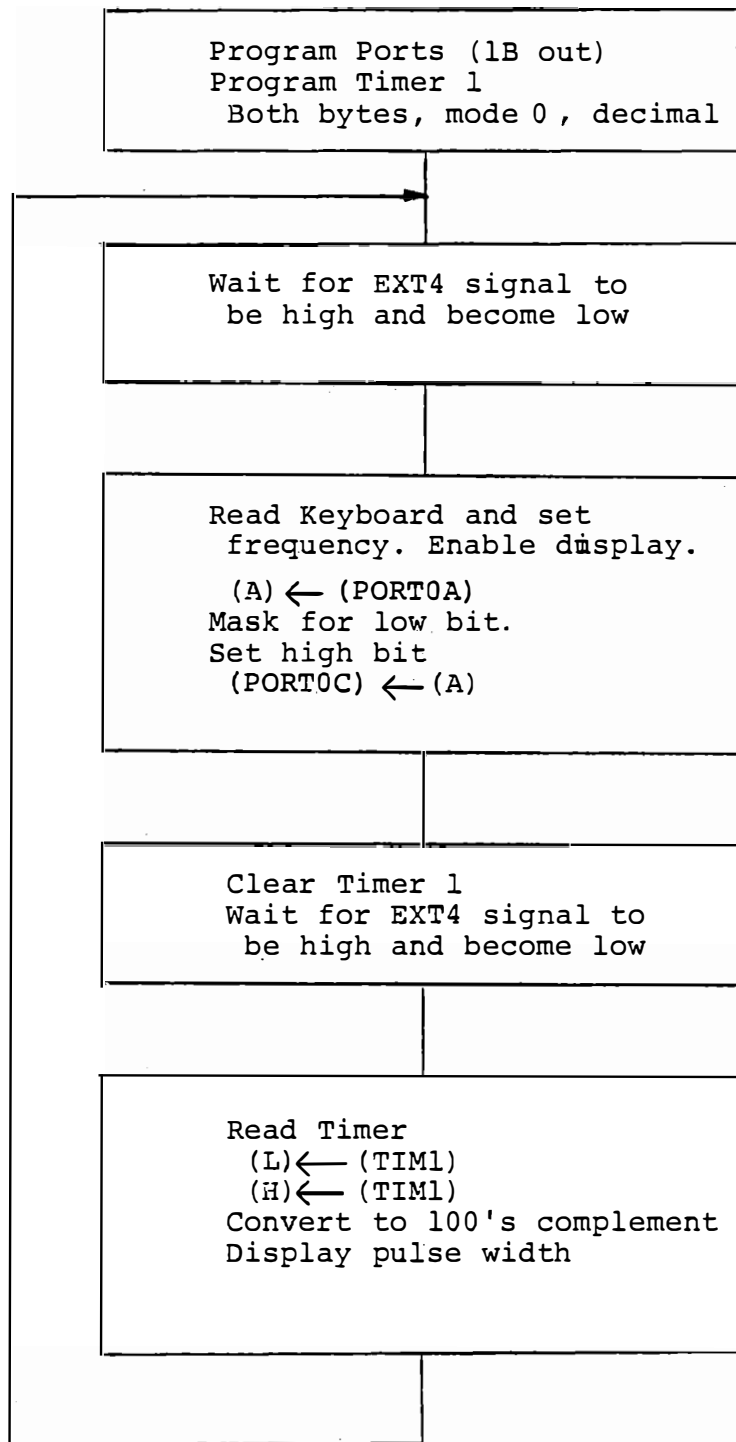 Program Ports (1B out)
Program Timer 1
Both bytes, mode 0, decimal
Wait for EXT4 signal to
be high and become low
Read Keyboard and set
frequency. Enable display.
(A) ← (PORT0A)
Mask for low bit.
Set high bit
(PORT0C) ← (A)
Clear Timer 1
Wait for EXT4 signal to
be high and become low
Read Timer
(L) ← (TIM1)
(H) ← (TIM1)
Convert to 100's complement
Display pulse width